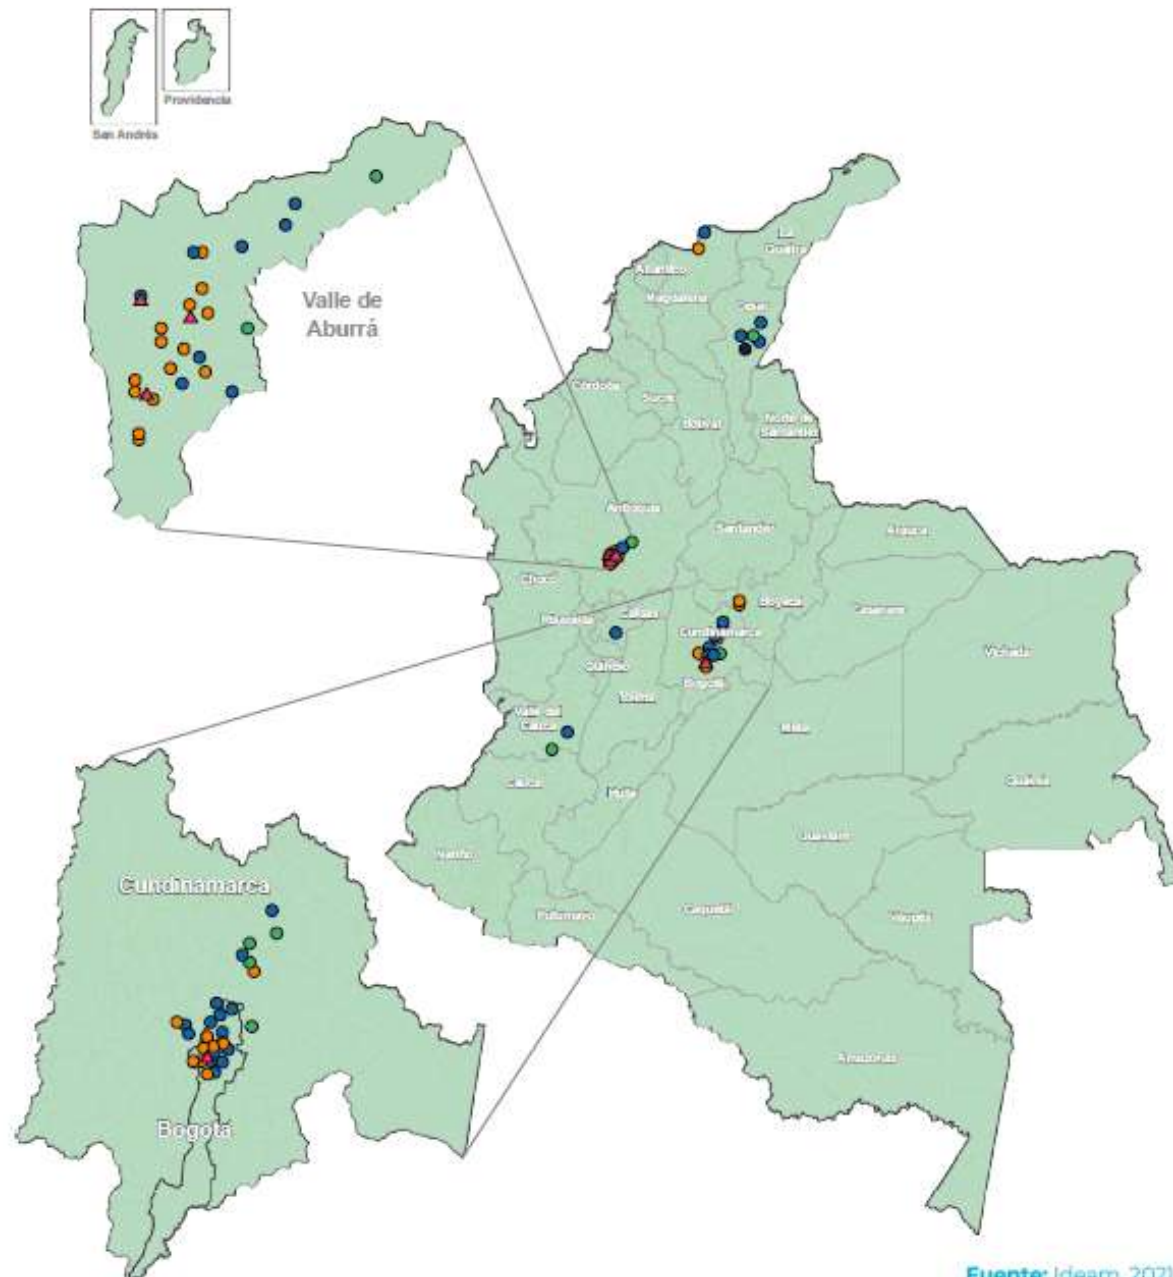 San Andrés
Providencia
Valle de
Aburrá
La
Guajira
Atlántico
Magdalena
Cesar
Córdoba
Sucre
Bolívar
Norte de
Santander
Antioquia
Santander
Arauca
Chocó
Boyacá
Casanare
Risaralda
Caldas
Cundinamarca
Vichada
Quindío
Bogotá
Tolima
Valle del
Cauca
Meta
Guainía
Cauca
Huila
Guaviare
Nariño
Putumayo
Caquetá
Vaupés
Amazonas
Cundinamarca
Bogotá
Fuente: Ideam, 2021